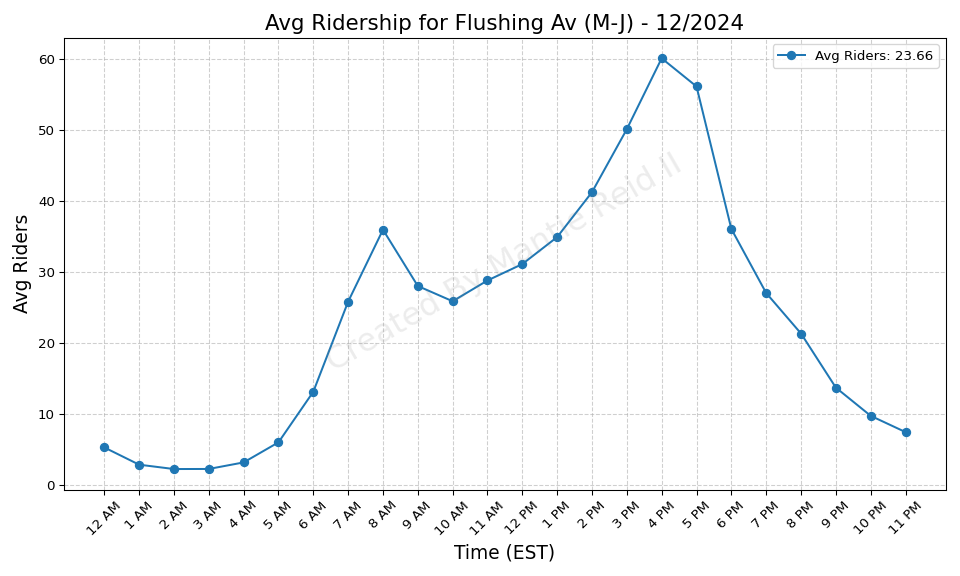 Avg Ridership for Flushing Av (M-J) - 12/2024
Avg Riders: 23.66
Avg Riders
60
50
40
30
20
10
0
Created By Mantie Reid II
12 AM
1 AM
2 AM
3 AM
4 AM
5 AM
6 AM
7 AM
8 AM
9 AM
10 AM
11 AM
12 PM
1 PM
2 PM
3 PM
4 PM
5 PM
6 PM
7 PM
8 PM
9 PM
10 PM
11 PM
Time (EST)